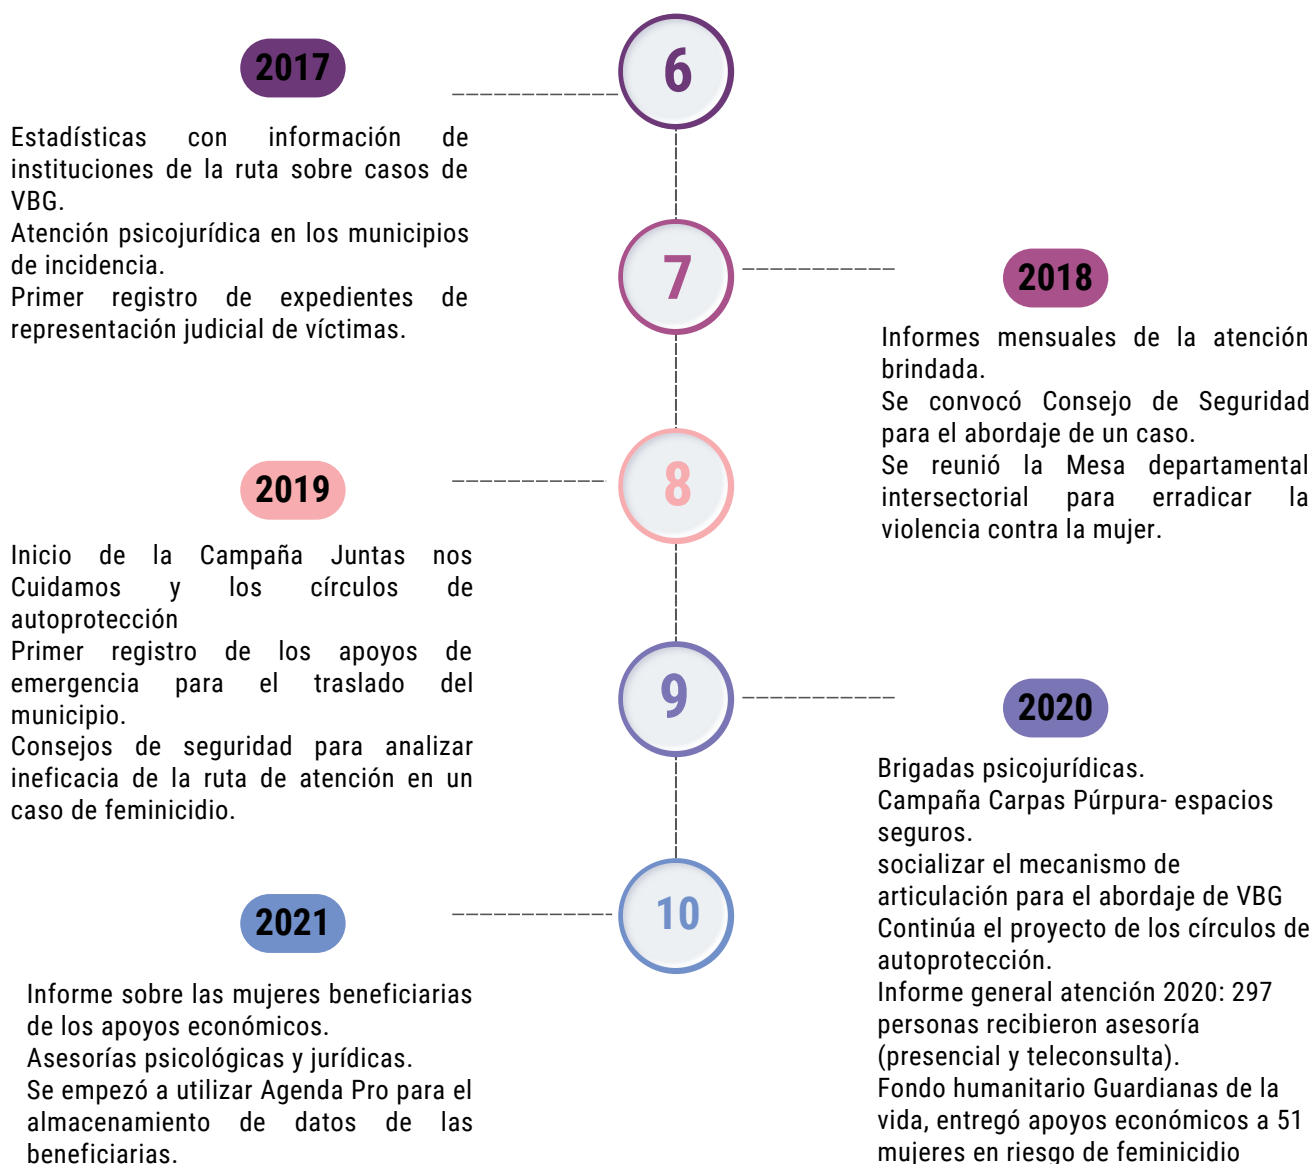 6
2017
Estadísticas con información de
instituciones de la ruta sobre casos de
VBG.
Atención psicojurídica en los municipios
de incidencia.
Primer registro de expedientes de
representación judicial de víctimas.
7
2018
Informes mensuales de la atención
brindada.
Se convocó Consejo de Seguridad
para el abordaje de un caso.
Se reunió la Mesa departamental
intersectorial para erradicar la
violencia contra la mujer.
8
2019
Inicio de la Campaña Juntas nos
Cuidamos y los círculos de
autoprotección
Primer registro de los apoyos de
emergencia para el traslado del
municipio.
Consejos de seguridad para analizar
ineficacia de la ruta de atención en un
caso de feminicidio.
9
2020
Brigadas psicojurídicas.
Campaña Carpas Púrpura- espacios
seguros.
socializar el mecanismo de
articulación para el abordaje de VBG
Continúa el proyecto de los círculos de
autoprotección.
Informe general atención 2020: 297
personas recibieron asesoría
(presencial y teleconsulta).
Fondo humanitario Guardianas de la
vida, entregó apoyos económicos a 51
mujeres en riesgo de feminicidio
10
2021
Informe sobre las mujeres beneficiarias
de los apoyos económicos.
Asesorías psicológicas y jurídicas.
Se empezó a utilizar Agenda Pro para el
almacenamiento de datos de las
beneficiarias.